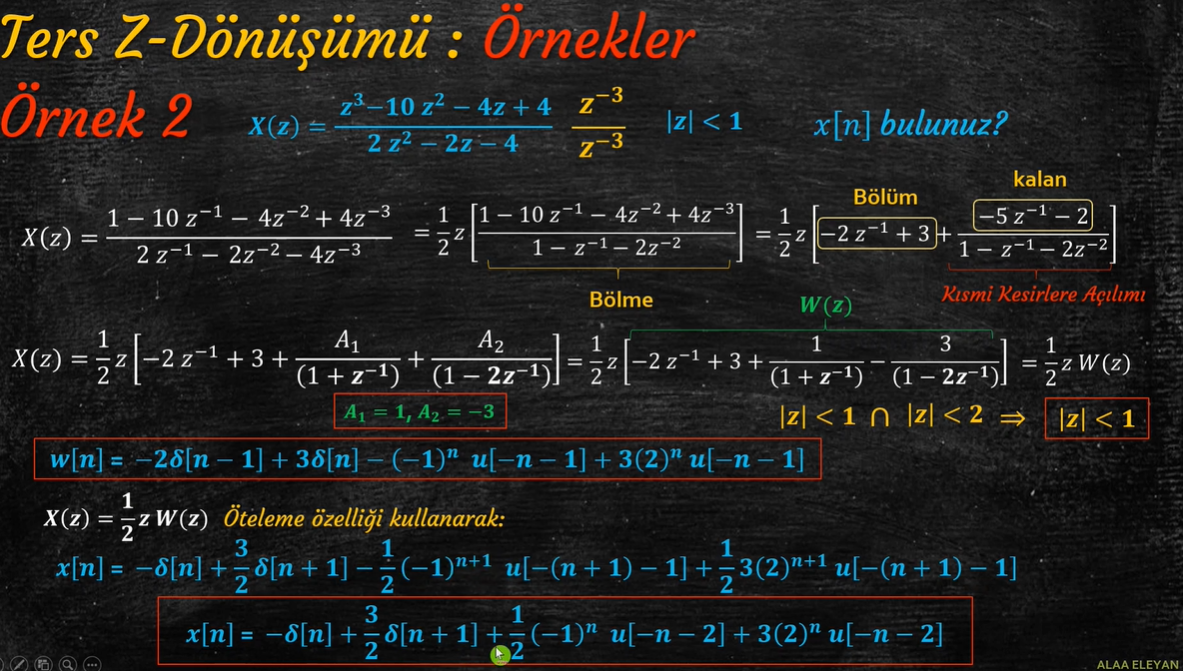 Ters Z-Dönüşümü : Örnekler
Örnek 2 X(z) = (z³−10 z² − 4z + 4)/(2 z² − 2z − 4) z⁻³/z⁻³ |z| < 1 x[n] bulunuz?
X(z) = (1 − 10 z⁻¹ − 4z⁻² + 4z⁻³)/(2 z⁻¹ − 2z⁻² − 4z⁻³) = 1/2 z [(1 − 10 z⁻¹ − 4z⁻² + 4z⁻³)/(1 − z⁻¹ − 2z⁻²)] = 1/2 z [−2 z⁻¹ + 3 + (−5 z⁻¹ − 2)/(1 − z⁻¹ − 2z⁻²)]
Bölüm
kalan
Bölme
Kısmi Kesirlere Açılımı
W(z)
X(z) = 1/2 z [−2 z⁻¹ + 3 + A₁/(1 + z⁻¹) + A₂/(1 − 2z⁻¹)] = 1/2 z [−2 z⁻¹ + 3 + 1/(1 + z⁻¹) − 3/(1 − 2z⁻¹)] = 1/2 z W(z)
A₁ = 1, A₂ = −3
|z| < 1 ∩ |z| < 2 ⇒ |z| < 1
w[n] = −2δ[n − 1] + 3δ[n] − (−1)ⁿ u[−n − 1] + 3(2)ⁿ u[−n − 1]
X(z) = 1/2 z W(z) Öteleme özelliği kullanarak:
x[n] = −δ[n] + 3/2 δ[n + 1] − 1/2 (−1)ⁿ⁺¹ u[−(n + 1) − 1] + 1/2 3(2)ⁿ⁺¹ u[−(n + 1) − 1]
x[n] = −δ[n] + 3/2 δ[n + 1] + 1/2 (−1)ⁿ u[−n − 2] + 3(2)ⁿ u[−n − 2]
ALAA ELEYAN